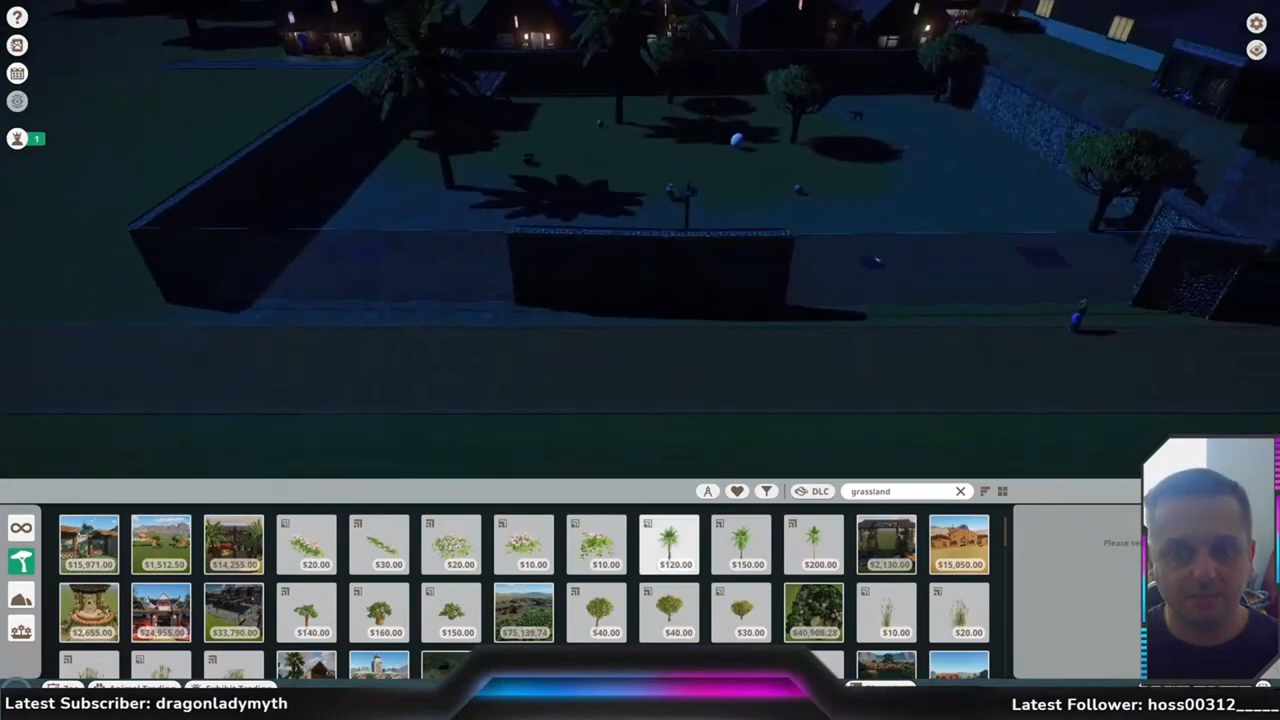 ?
1
DLC
grassland
$15,971.00 $1,512.50 $14,255.00 $20.00 $30.00 $20.00 $10.00 $10.00 $120.00 $150.00 $200.00 $2,130.00 $15,050.00
Please se
$2,655.00 $24,955.00 $33,790.00 $140.00 $160.00 $150.00 $75,139.74 $40.00 $40.00 $30.00 $40,908.28 $10.00 $20.00
Latest Subscriber: dragonladymyth
Latest Follower: hoss00312_____